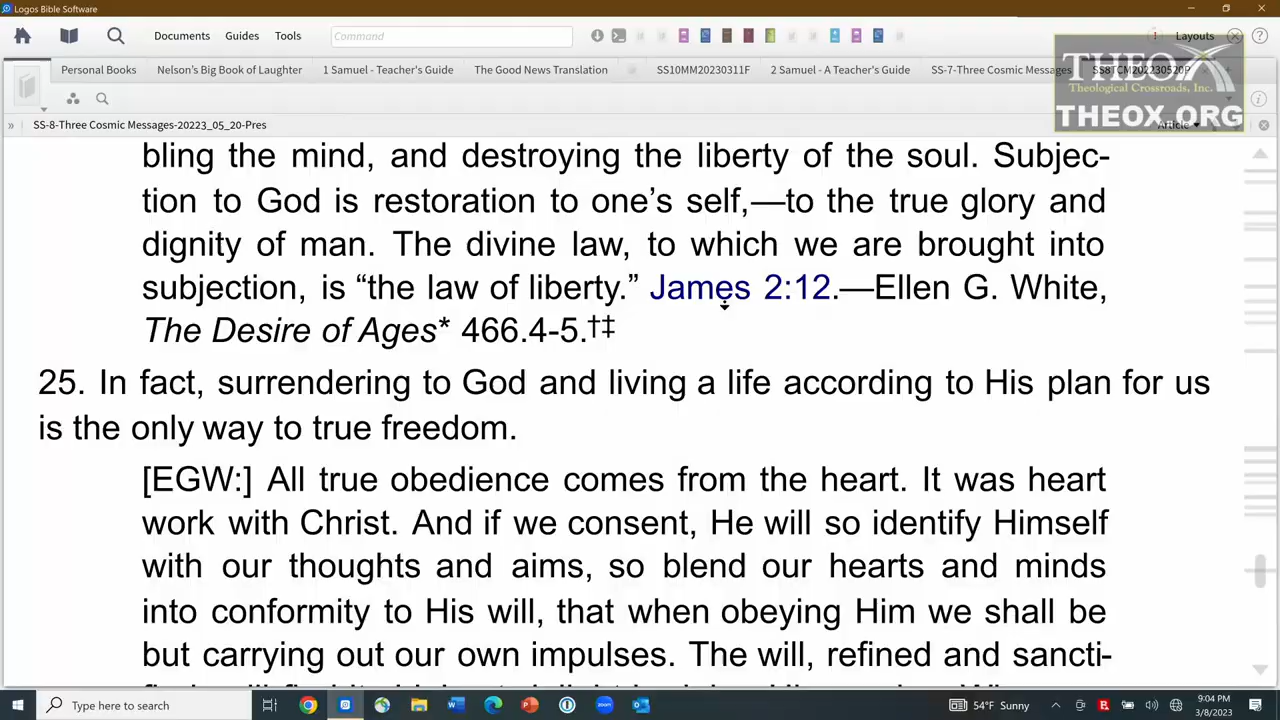 Logos Bible Software
Documents Guides Tools Command Layouts
Personal Books Nelson's Big Book of Laughter The Good News Translation SS10MM20230311F SS-7-Three Cosmic Messages
THEO
Theological Crossroads, Inc.
THEOX.ORG
SS-8-Three Cosmic Messages-20223_05_20-Pres Article
bling the mind, and destroying the liberty of the soul. Subjec-
tion to God is restoration to one's self,—to the true glory and
dignity of man. The divine law, to which we are brought into
subjection, is “the law of liberty.” James 2:12.—Ellen G. White,
The Desire of Ages* 466.4-5.†‡
25. In fact, surrendering to God and living a life according to His plan for us
is the only way to true freedom.
[EGW:] All true obedience comes from the heart. It was heart
work with Christ. And if we consent, He will so identify Himself
with our thoughts and aims, so blend our hearts and minds
into conformity to His will, that when obeying Him we shall be
but carrying out our own impulses. The will, refined and sancti-
Type here to search 54°F Sunny 9:04 PM
3/8/2023